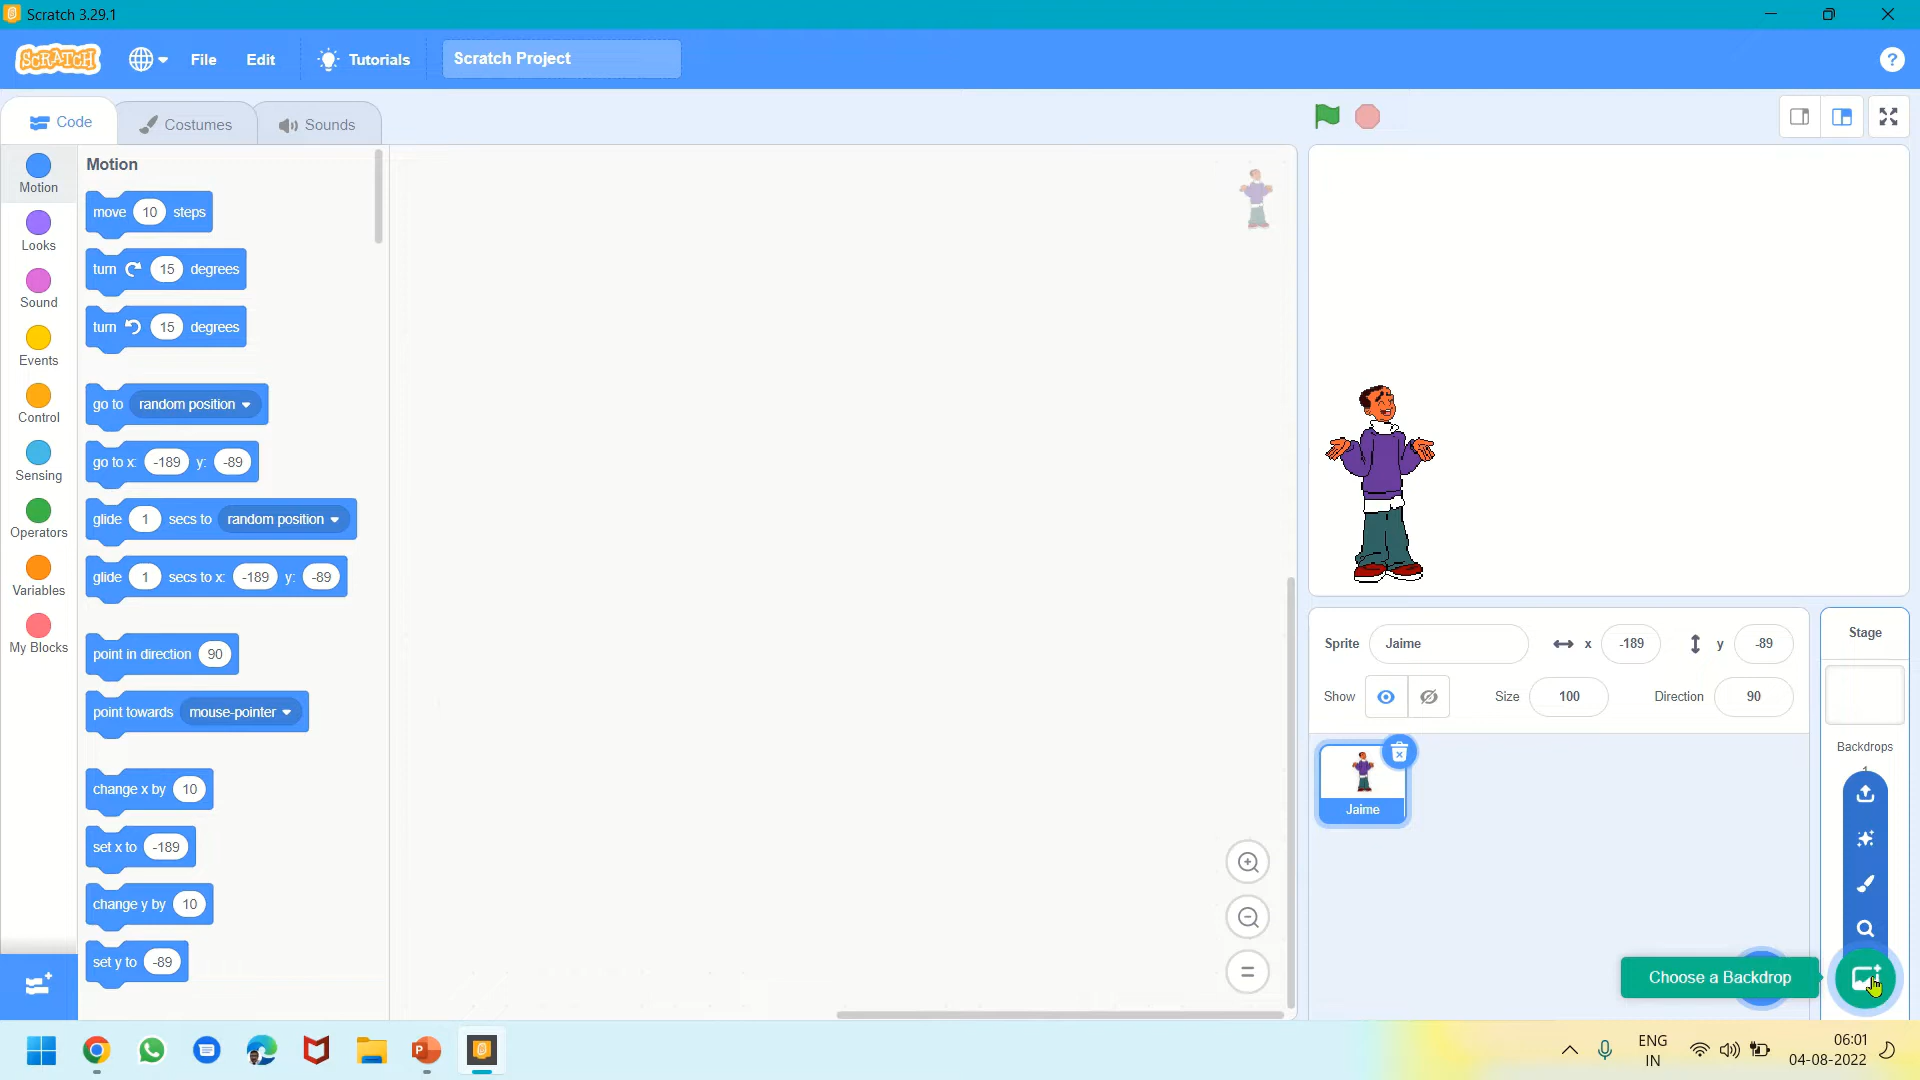 Scratch 3.29.1
SCRATCH File Edit Tutorials Scratch Project ?
Code Costumes Sounds
Motion
Motion
move 10 steps
Looks
turn 15 degrees
Sound
turn 15 degrees
Events
Control
go to random position
go to x: -189 y: -89
Sensing
glide 1 secs to random position
Operators
glide 1 secs to x: -189 y: -89
Variables
My Blocks
point in direction 90
point towards mouse-pointer
change x by 10
set x to -189
change y by 10
set y to -89
Sprite Jaime x -189 y -89
Show Size 100 Direction 90
Jaime
Stage
Backdrops
Choose a Backdrop
ENG
IN
06:01
04-08-2022